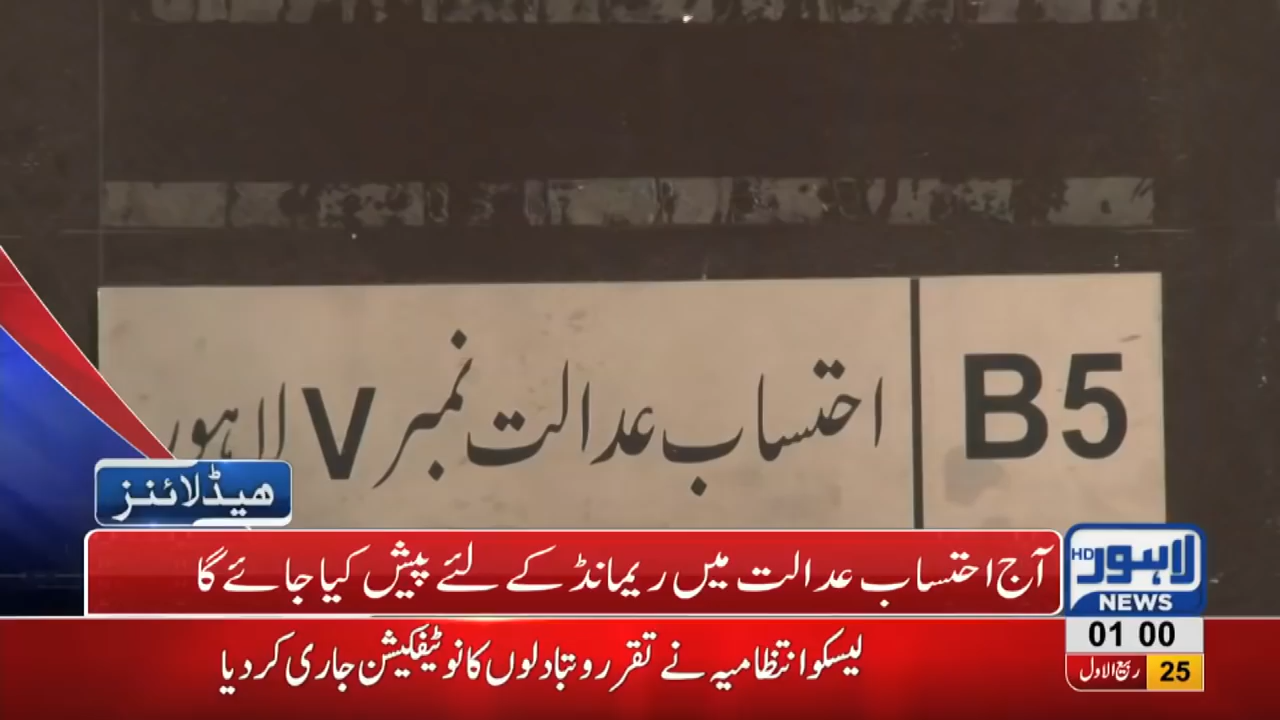 B5
احتساب عدالت نمبر V لاہور
ھیڈلائنز
آج احتساب عدالت میں ریمانڈ کے لئے پیش کیا جائے گا
لاہور HD
NEWS
01 00
25 ربیع الاول
لیسکو انتظامیہ نے تقرر و تبادلوں کا نوٹیفکیشن جاری کر دیا